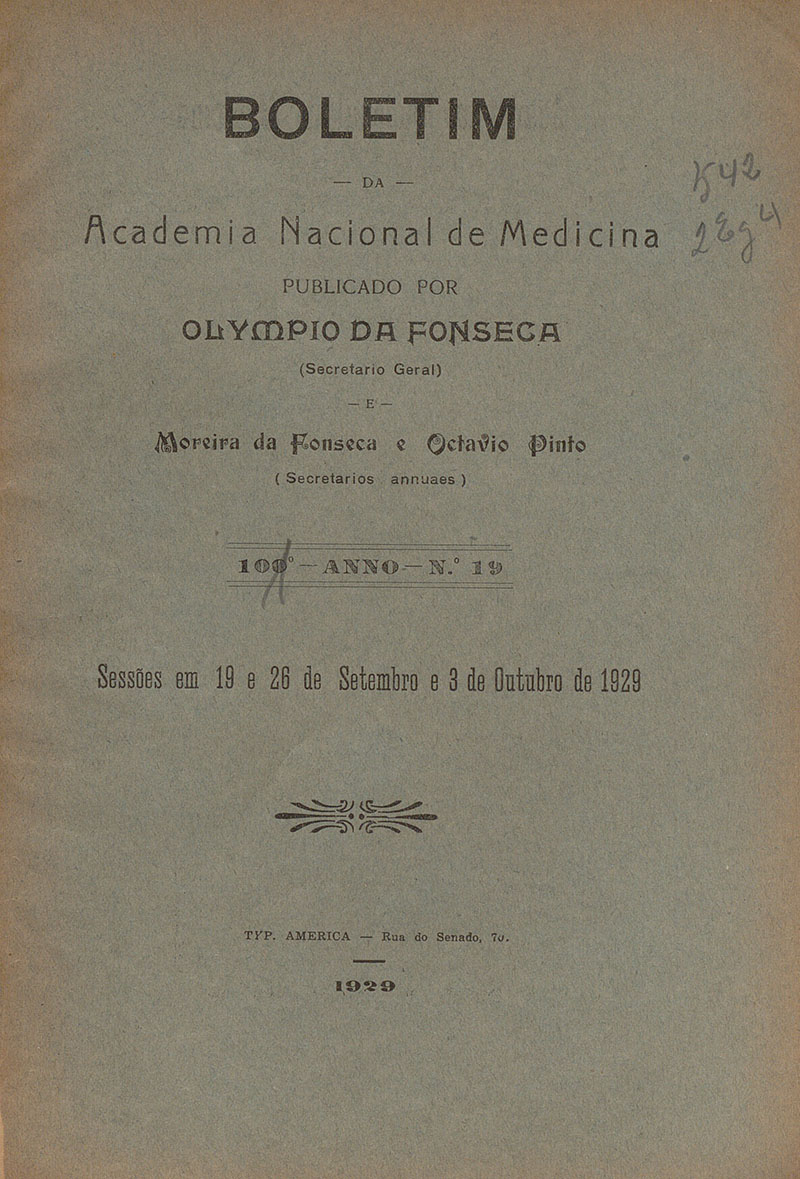 BOLETIM
— DA —
Academia Nacional de Medicina
PUBLICADO POR
OLYMPIO DA FONSECA
(Secretario Geral)
— E —
Moreira da Fonseca e Octavio Pinto
( Secretarios annuaes )
100º — ANNO — N.º 19
Sessões em 19 e 26 de Setembro e 3 de Outubro de 1929
TYP. AMERICA — Rua do Senado, 70.
1929